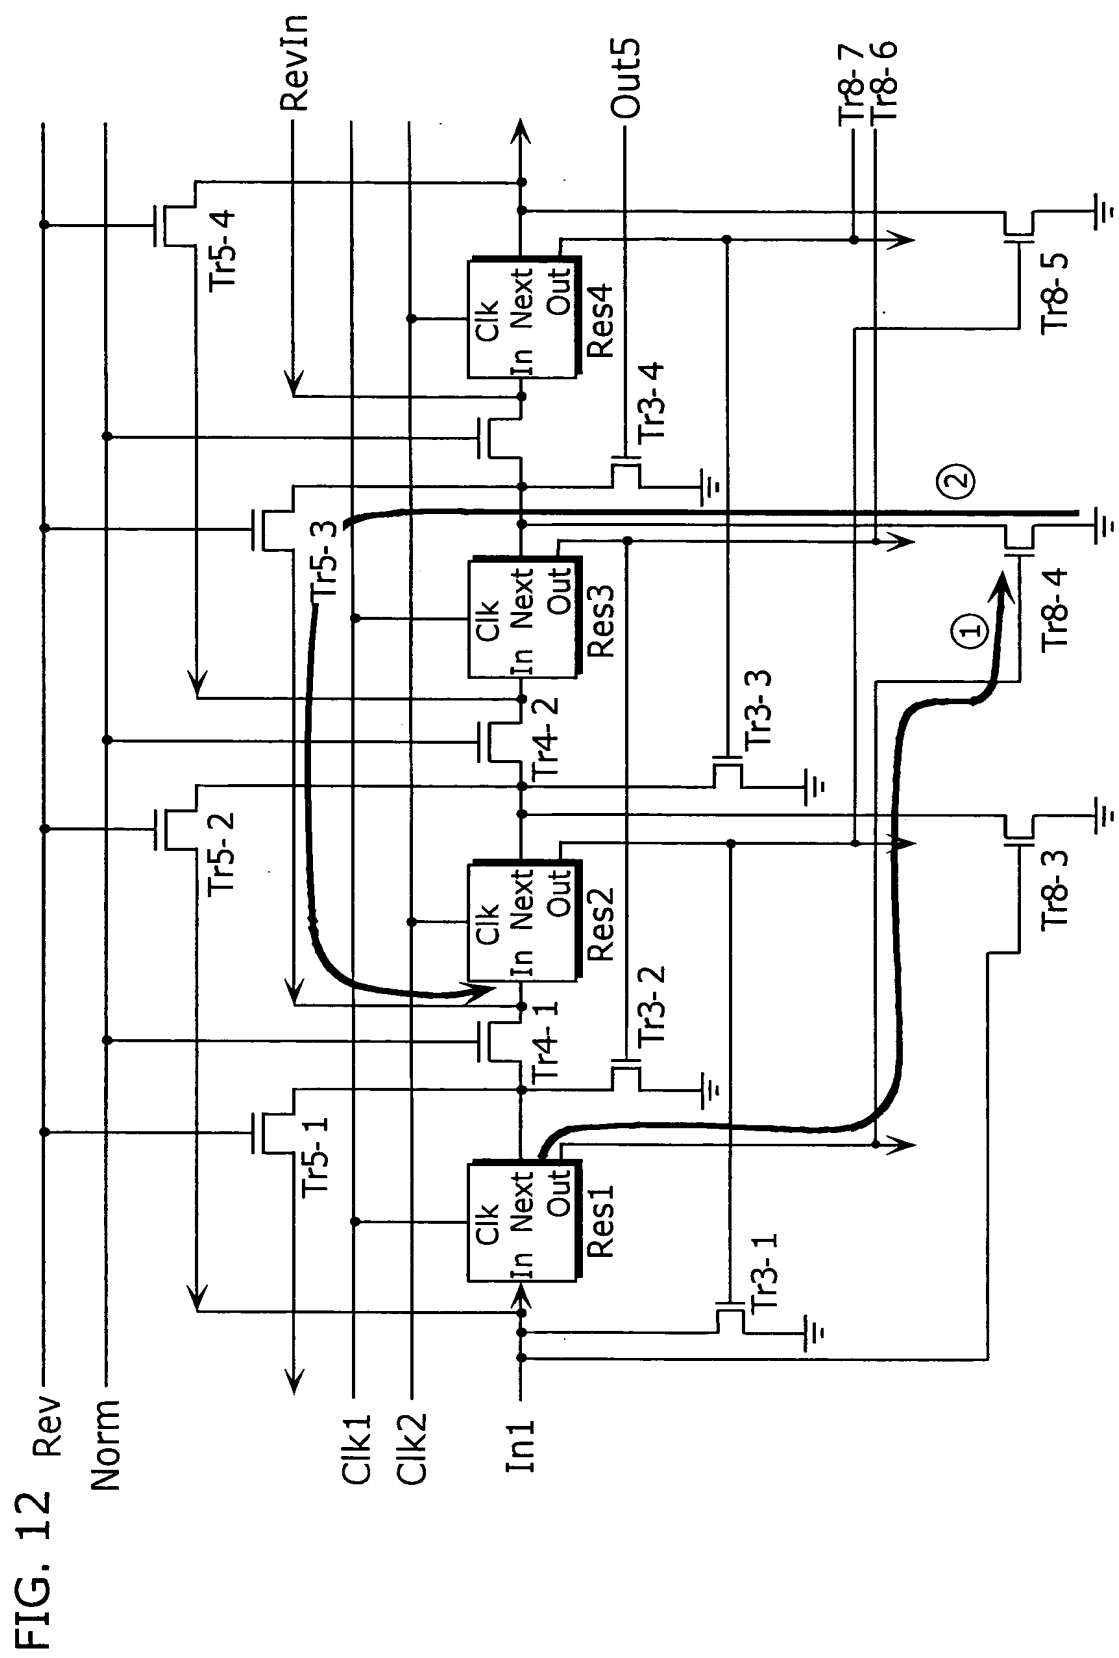 FIG. 12
Rev
Norm
Tr5-1
Tr5-2
Tr5-3
Tr5-4
RevIn
Clk1
Clk2
In1
Clk
In Next
Out
Res1
Tr4-1
Clk
In Next
Out
Res2
Tr4-2
Clk
In Next
Out
Res3
Clk
In Next
Out
Res4
Out5
Tr3-1
Tr3-2
Tr3-3
Tr3-4
Tr8-7
Tr8-6
①
②
Tr8-3
Tr8-4
Tr8-5